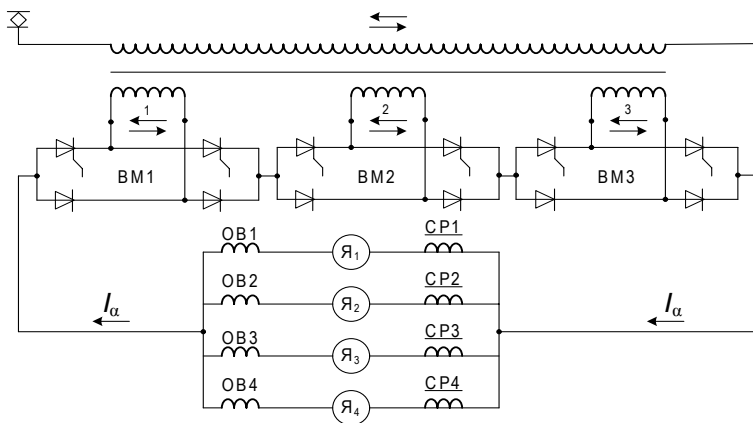 1
2
3
ВМ1
ВМ2
ВМ3
ОВ1
Я₁
СР1
ОВ2
Я₂
СР2
Iα
Iα
ОВ3
Я₃
СР3
ОВ4
Я₄
СР4